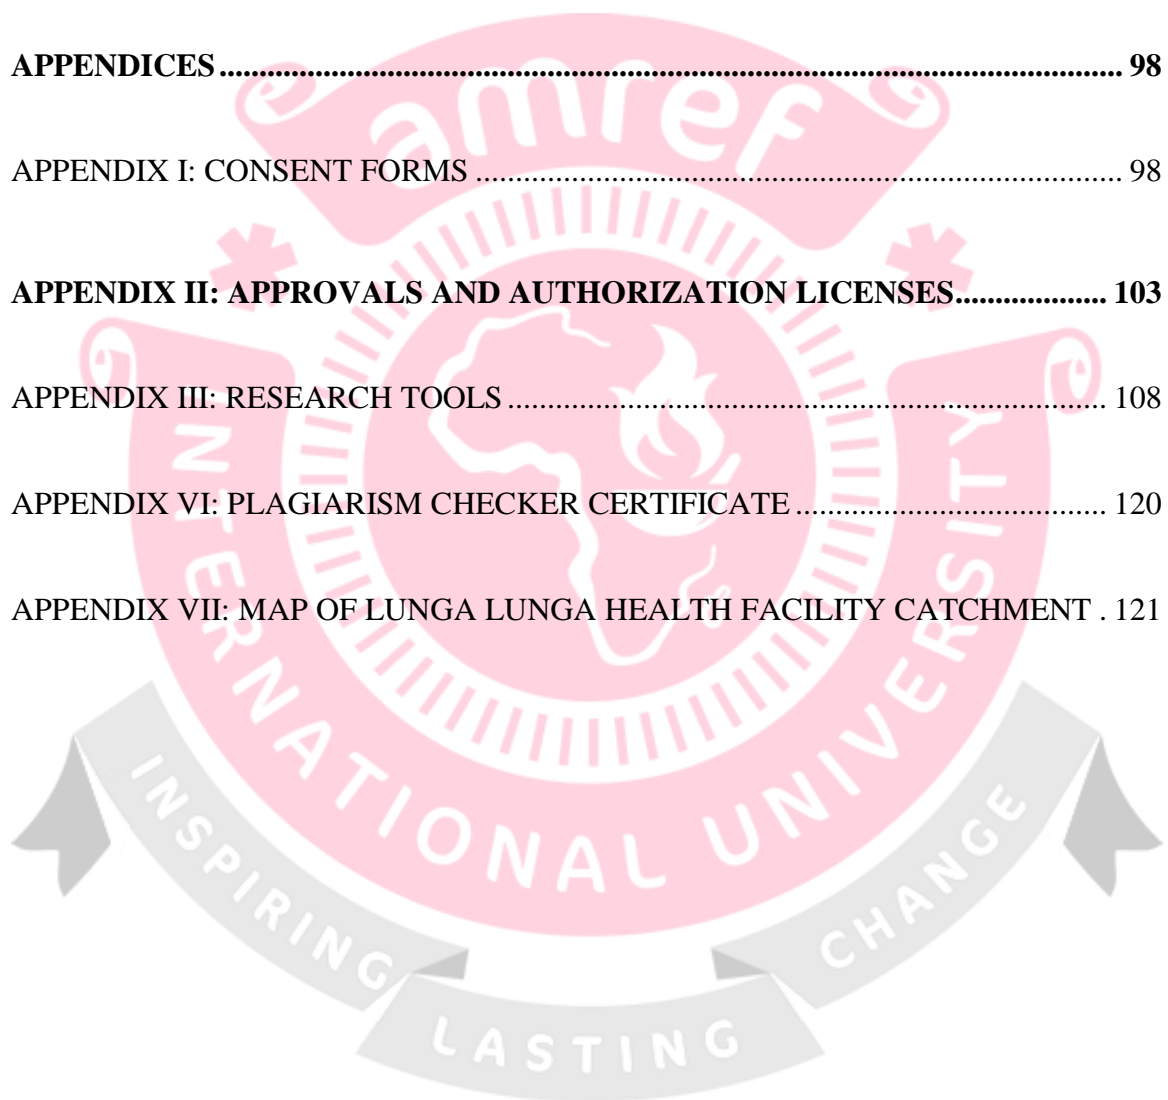 APPENDICES ........ 98
amref
APPENDIX I: CONSENT FORMS ........ 98
APPENDIX II: APPROVALS AND AUTHORIZATION LICENSES ........ 103
APPENDIX III: RESEARCH TOOLS ........ 108
APPENDIX VI: PLAGIARISM CHECKER CERTIFICATE ........ 120
APPENDIX VII: MAP OF LUNGA LUNGA HEALTH FACILITY CATCHMENT . 121
INTERNATIONAL UNIVERSITY
INSPIRING
LASTING
CHANGE